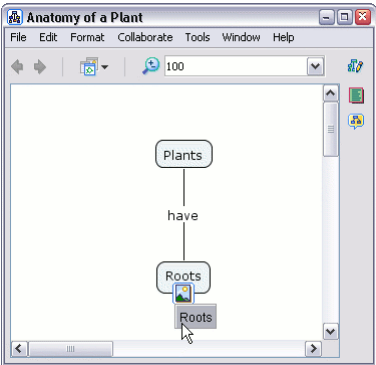 Anatomy of a Plant
File Edit Format Collaborate Tools Window Help
100
Plants
have
Roots
Roots